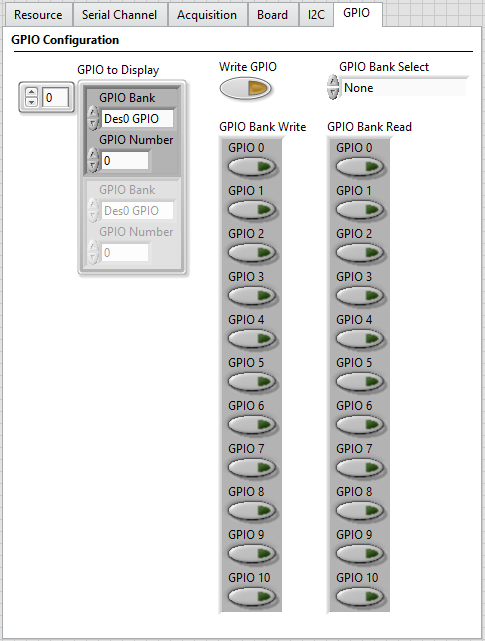 Resource Serial Channel Acquisition Board I2C GPIO
GPIO Configuration
GPIO to Display
0
GPIO Bank
Des0 GPIO
GPIO Number
0
GPIO Bank
Des0 GPIO
GPIO Number
0
Write GPIO
GPIO Bank Select
None
GPIO Bank Write
GPIO 0
GPIO 1
GPIO 2
GPIO 3
GPIO 4
GPIO 5
GPIO 6
GPIO 7
GPIO 8
GPIO 9
GPIO 10
GPIO Bank Read
GPIO 0
GPIO 1
GPIO 2
GPIO 3
GPIO 4
GPIO 5
GPIO 6
GPIO 7
GPIO 8
GPIO 9
GPIO 10